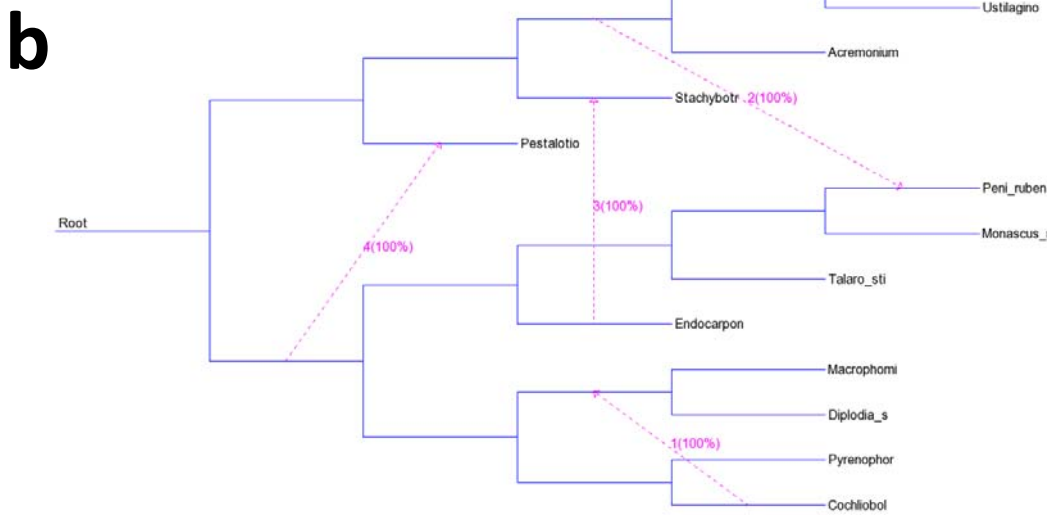 b
Ustilagino
Acremonium
Stachybotr
2(100%)
Pestalotio
Peni_ruben
3(100%)
Root
Monascus_
4(100%)
Talaro_sti
Endocarpon
Macrophomi
Diplodia_s
1(100%)
Pyrenophor
Cochliobol